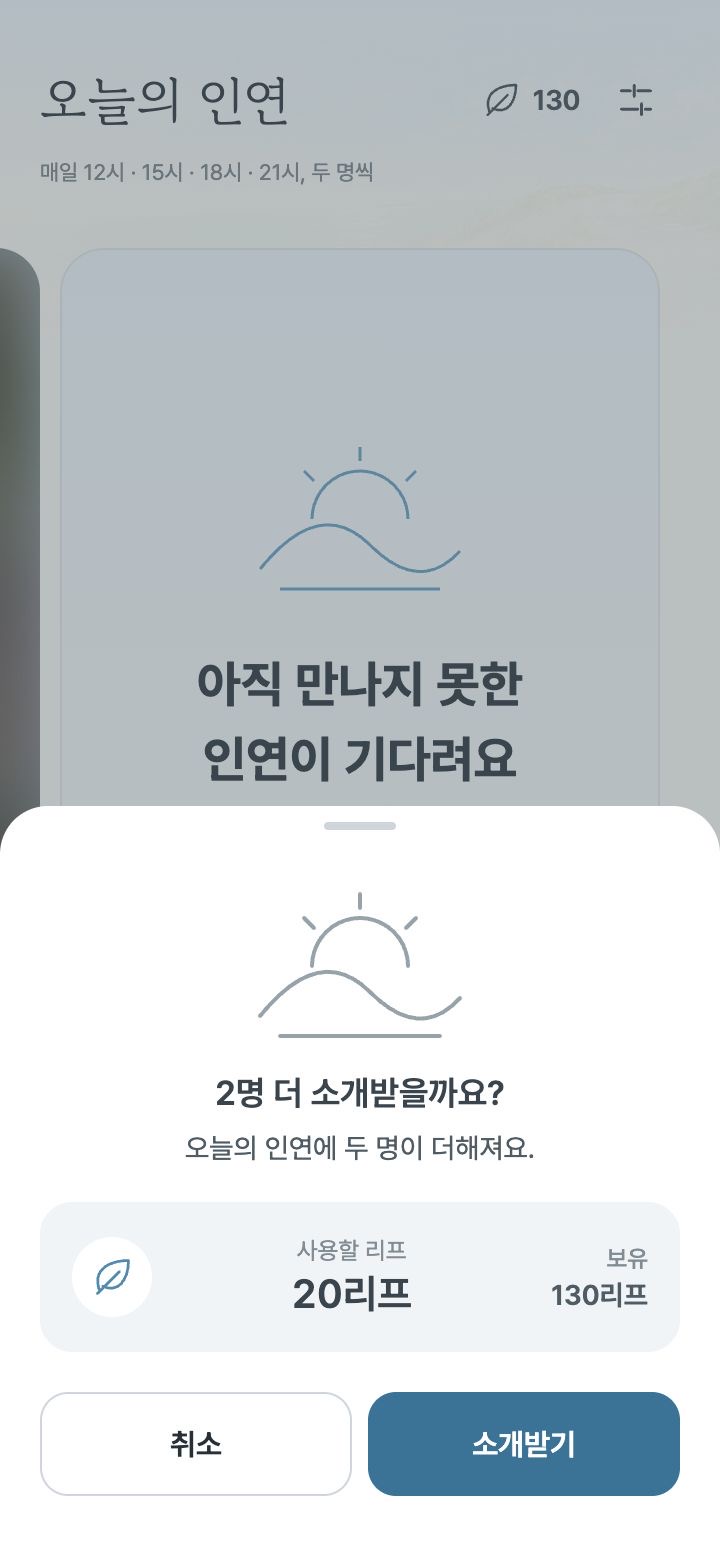 오늘의 인연
130
매일 12시 · 15시 · 18시 · 21시, 두 명씩
아직 만나지 못한
인연이 기다려요
2명 더 소개받을까요?
오늘의 인연에 두 명이 더해져요.
사용할 리프
20리프
보유
130리프
취소
소개받기